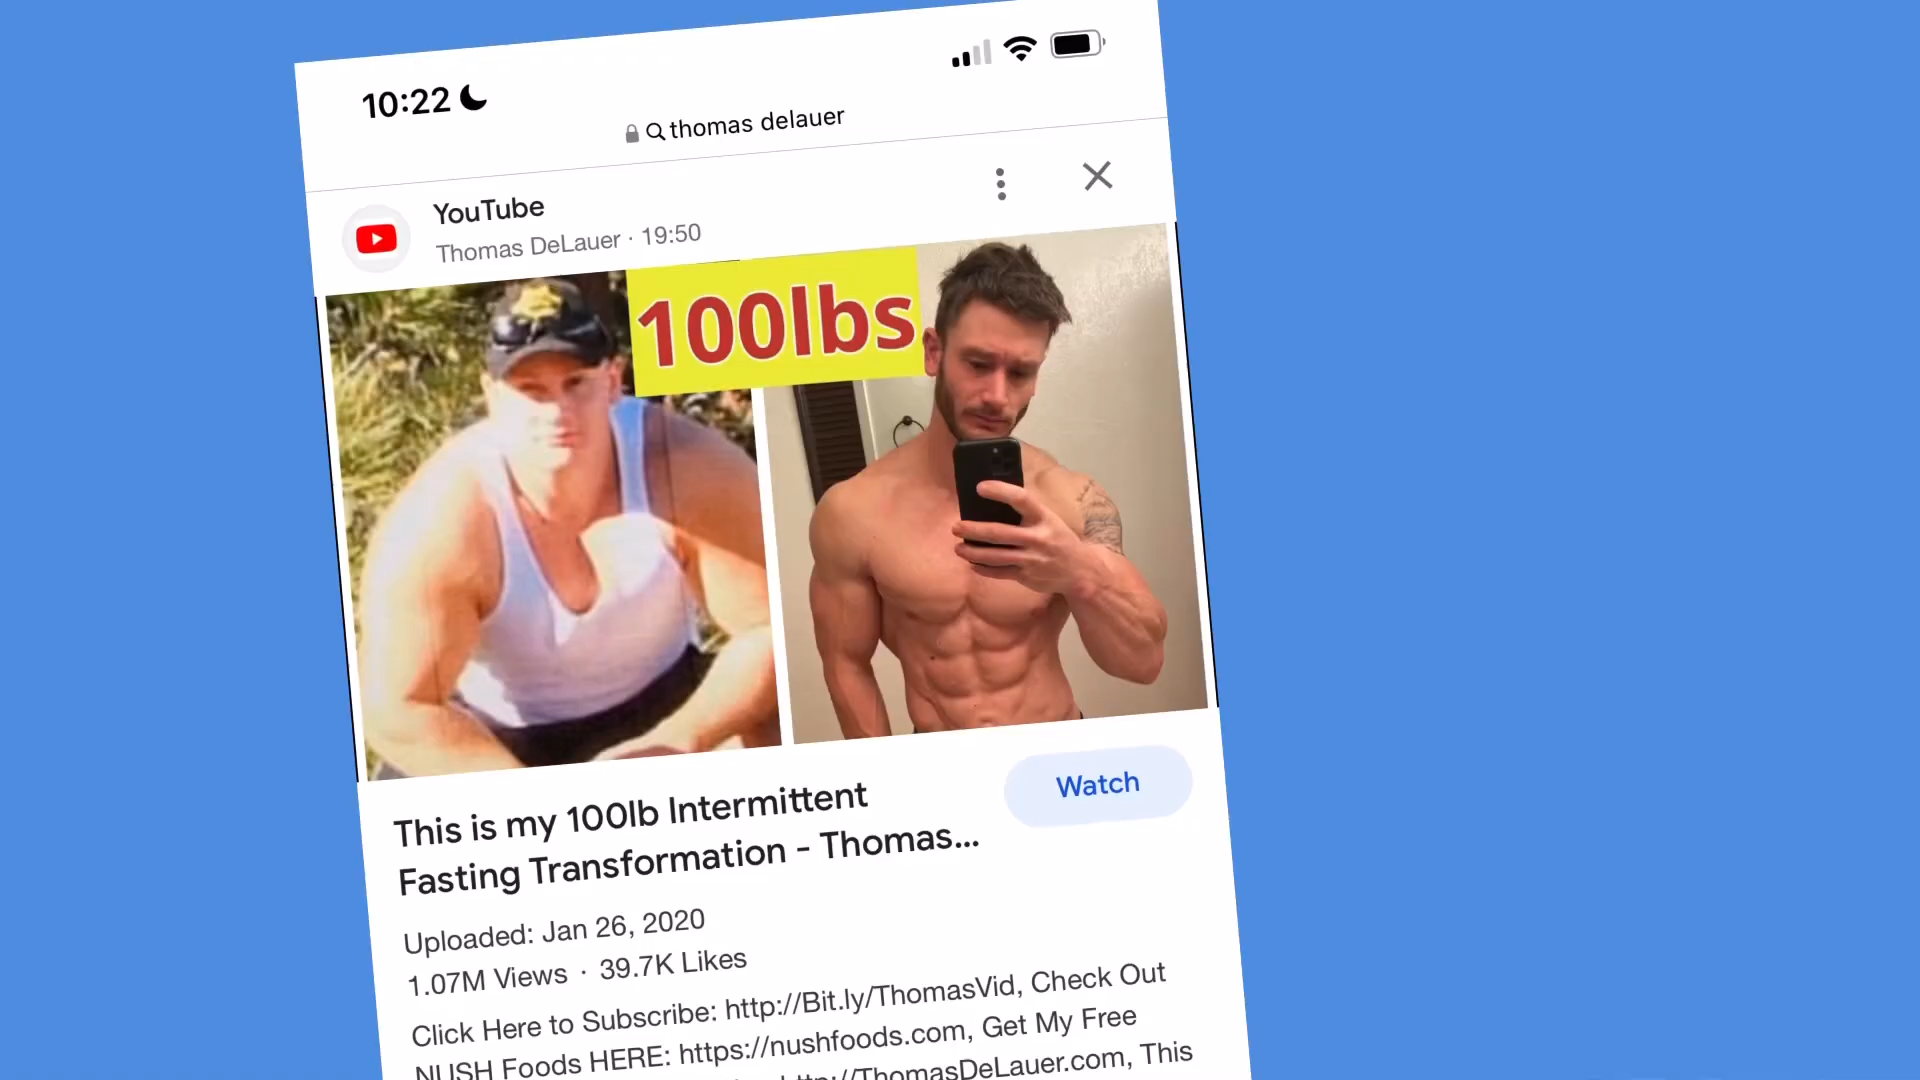 10:22
thomas delauer
YouTube
Thomas DeLauer · 19:50
100lbs
This is my 100lb Intermittent
Fasting Transformation - Thomas...
Watch
Uploaded: Jan 26, 2020
1.07M Views · 39.7K Likes
Click Here to Subscribe: http://Bit.ly/ThomasVid, Check Out
NUSH Foods HERE: https://nushfoods.com, Get My Free
http://ThomasDeLauer.com, This